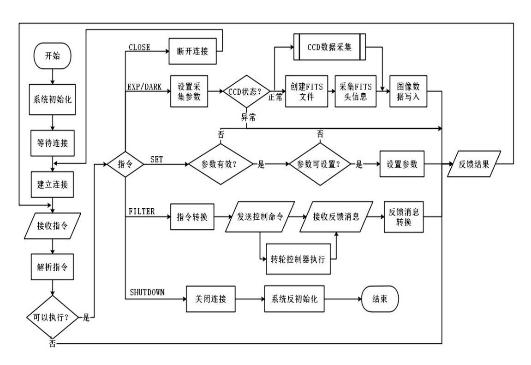 开始
系统初始化
等待连接
建立连接
接收指令
解析指令
可以执行?
是
否
指令
CLOSE
断开连接
EXP/DARK
设置采
集参数
CCD状态?
正常
异常
CCD数据采集
创建FITS
文件
采集FITS
头信息
图像数
据写入
SET
参数有效?
否
是
参数可设置?
否
是
设置参数
反馈结果
FILTER
指令转换
发送控制命令
接收反馈消息
反馈消息
转换
转轮控制器执行
SHUTDOWN
关闭连接
系统反初始化
结束